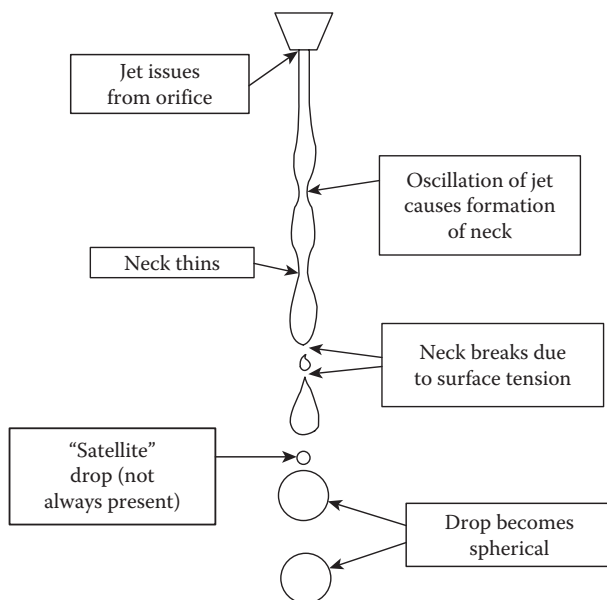 Jet issues
from orifice
Oscillation of jet
causes formation
of neck
Neck thins
Neck breaks due
to surface tension
“Satellite”
drop (not
always present)
Drop becomes
spherical